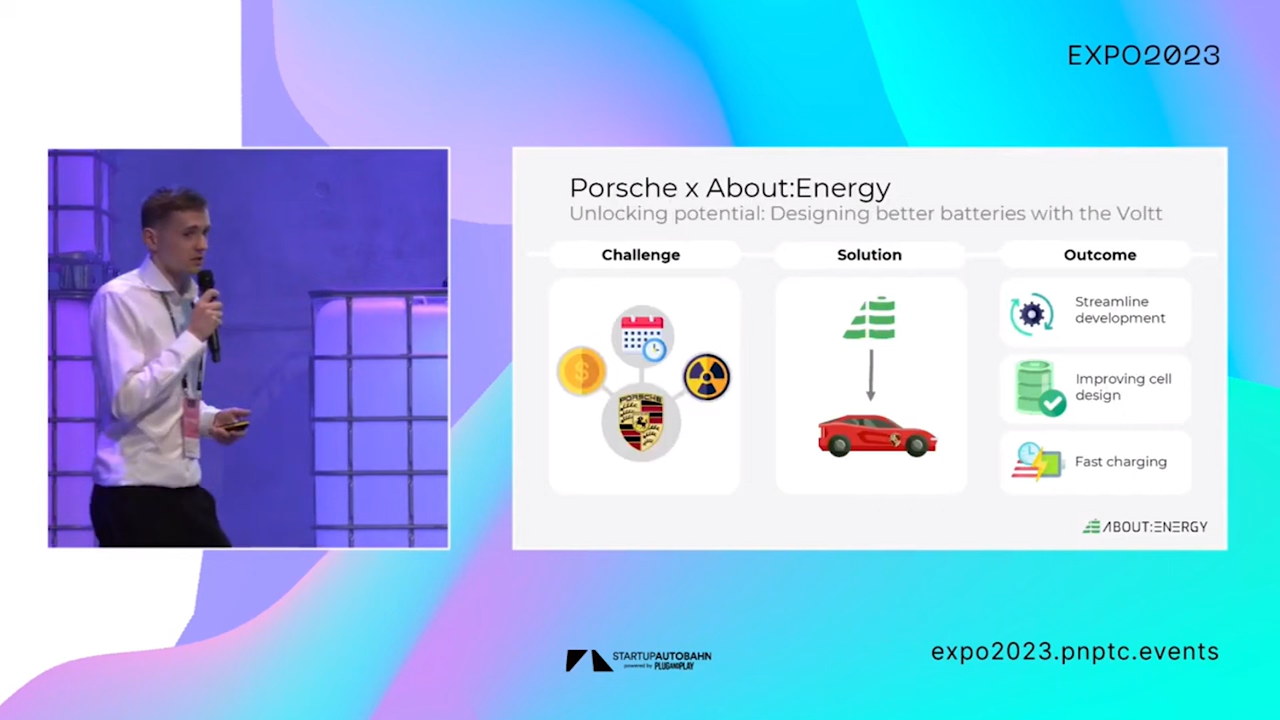 EXPO2023
Porsche x About:Energy
Unlocking potential: Designing better batteries with the Voltt
Challenge
Solution
Outcome
$
PORSCHE
Streamline
development
Improving cell
design
Fast charging
ABOUT:ENERGY
STARTUPAUTOBAHN
powered by PLUGANDPLAY
expo2023.pnptc.events